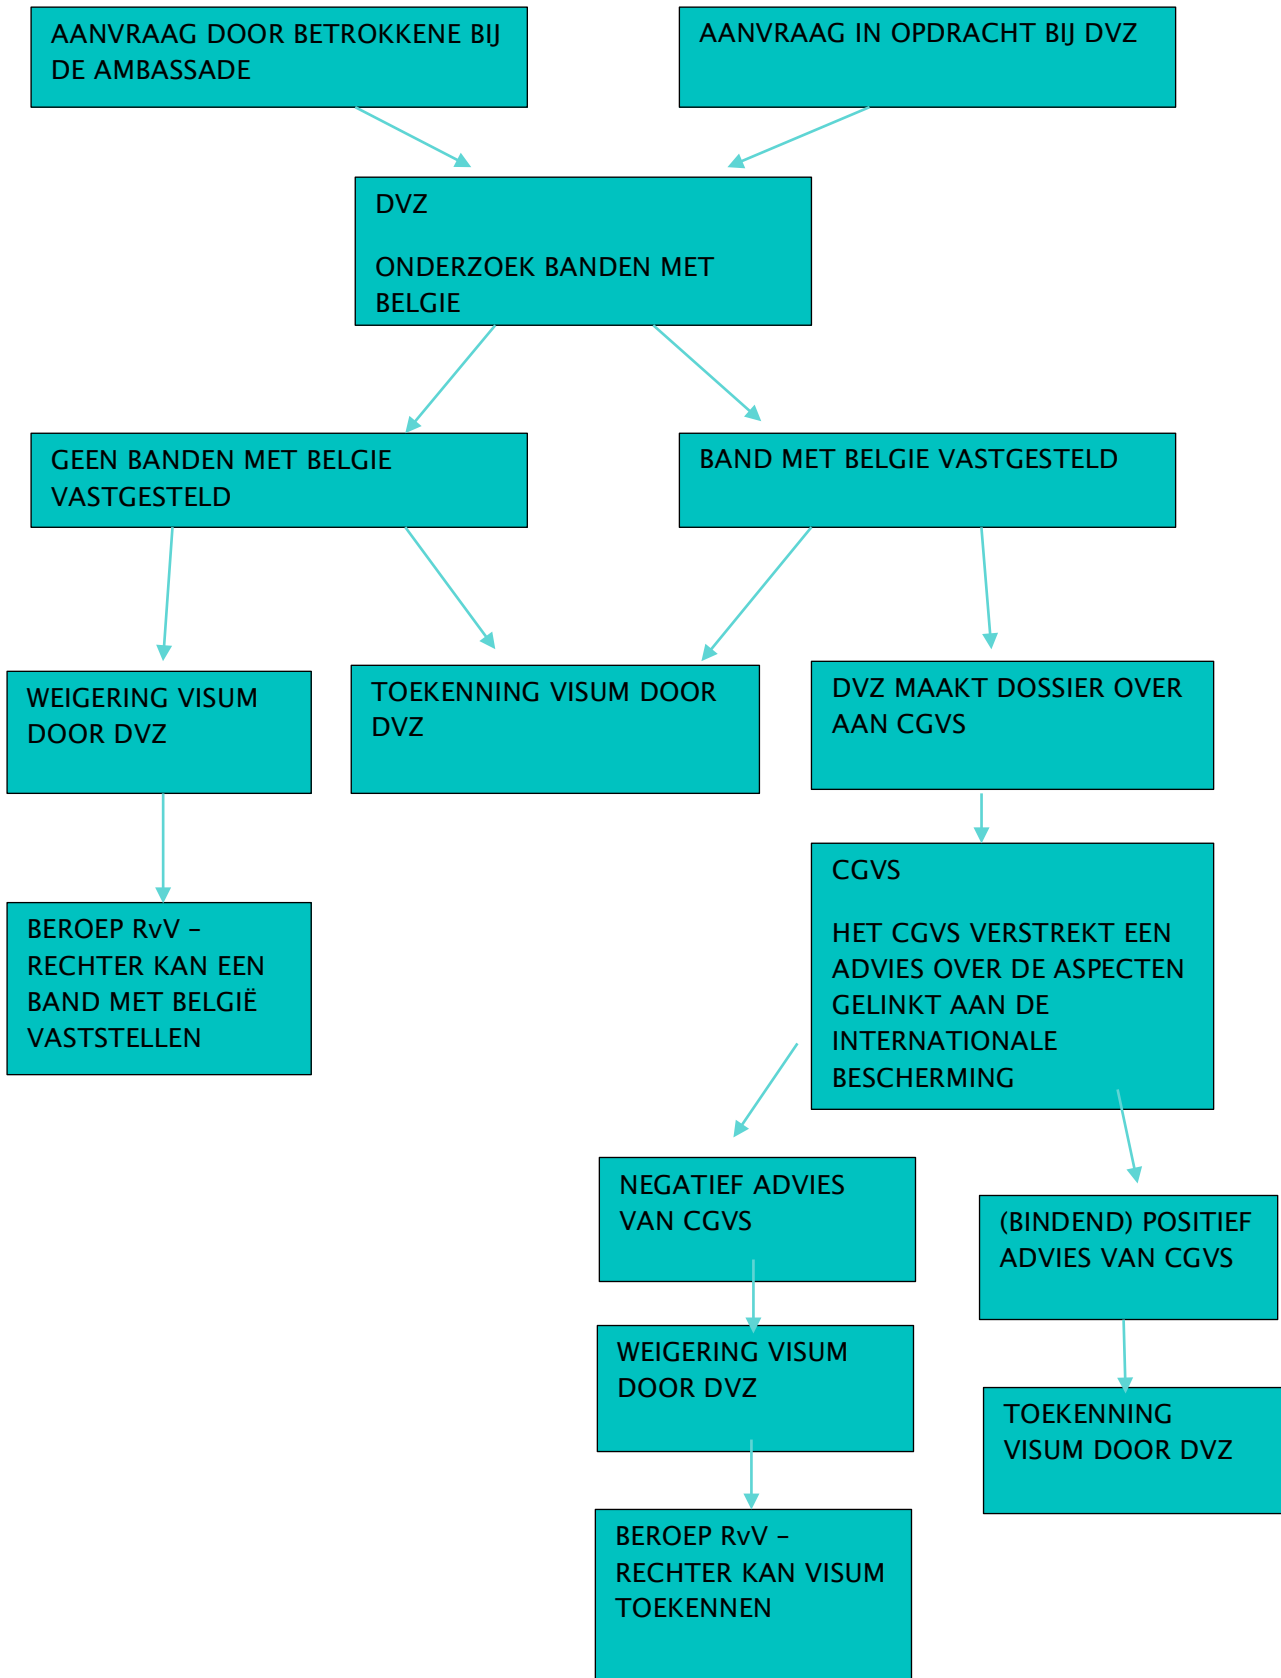 AANVRAAG DOOR BETROKKENE BIJ
DE AMBASSADE
AANVRAAG IN OPDRACHT BIJ DVZ
DVZ
ONDERZOEK BANDEN MET
BELGIE
GEEN BANDEN MET BELGIE
VASTGESTELD
BAND MET BELGIE VASTGESTELD
WEIGERING VISUM
DOOR DVZ
TOEKENNING VISUM DOOR
DVZ
DVZ MAAKT DOSSIER OVER
AAN CGVS
BEROEP RvV –
RECHTER KAN EEN
BAND MET BELGIË
VASTSTELLEN
CGVS
HET CGVS VERSTREKT EEN
ADVIES OVER DE ASPECTEN
GELINKT AAN DE
INTERNATIONALE
BESCHERMING
NEGATIEF ADVIES
VAN CGVS
(BINDEND) POSITIEF
ADVIES VAN CGVS
WEIGERING VISUM
DOOR DVZ
TOEKENNING
VISUM DOOR DVZ
BEROEP RvV –
RECHTER KAN VISUM
TOEKENNEN